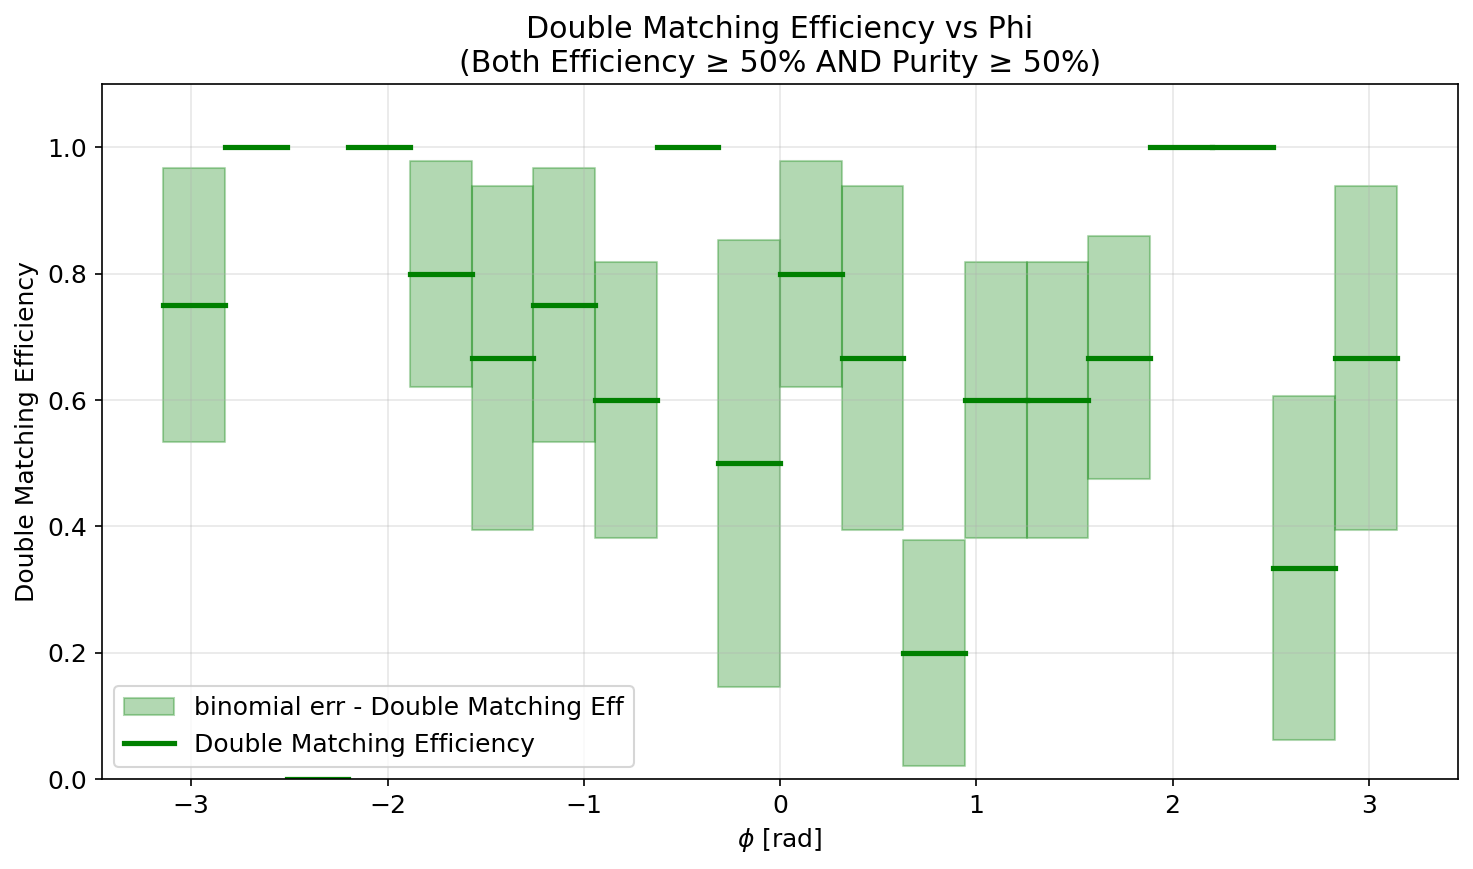 Double Matching Efficiency vs Phi
(Both Efficiency ≥ 50% AND Purity ≥ 50%)
Double Matching Efficiency
1.0
0.8
0.6
0.4
0.2
0.0
binomial err - Double Matching Eff
Double Matching Efficiency
−3
−2
−1
0
1
2
3
ϕ [rad]